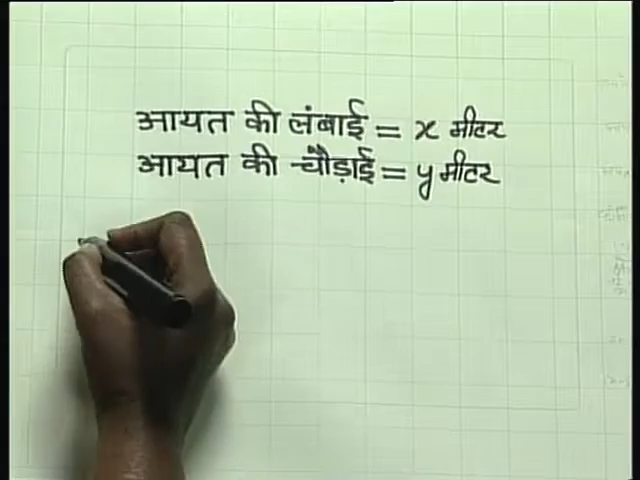 आयत की लंबाई = x मीटर
आयत की चौड़ाई = y मीटर